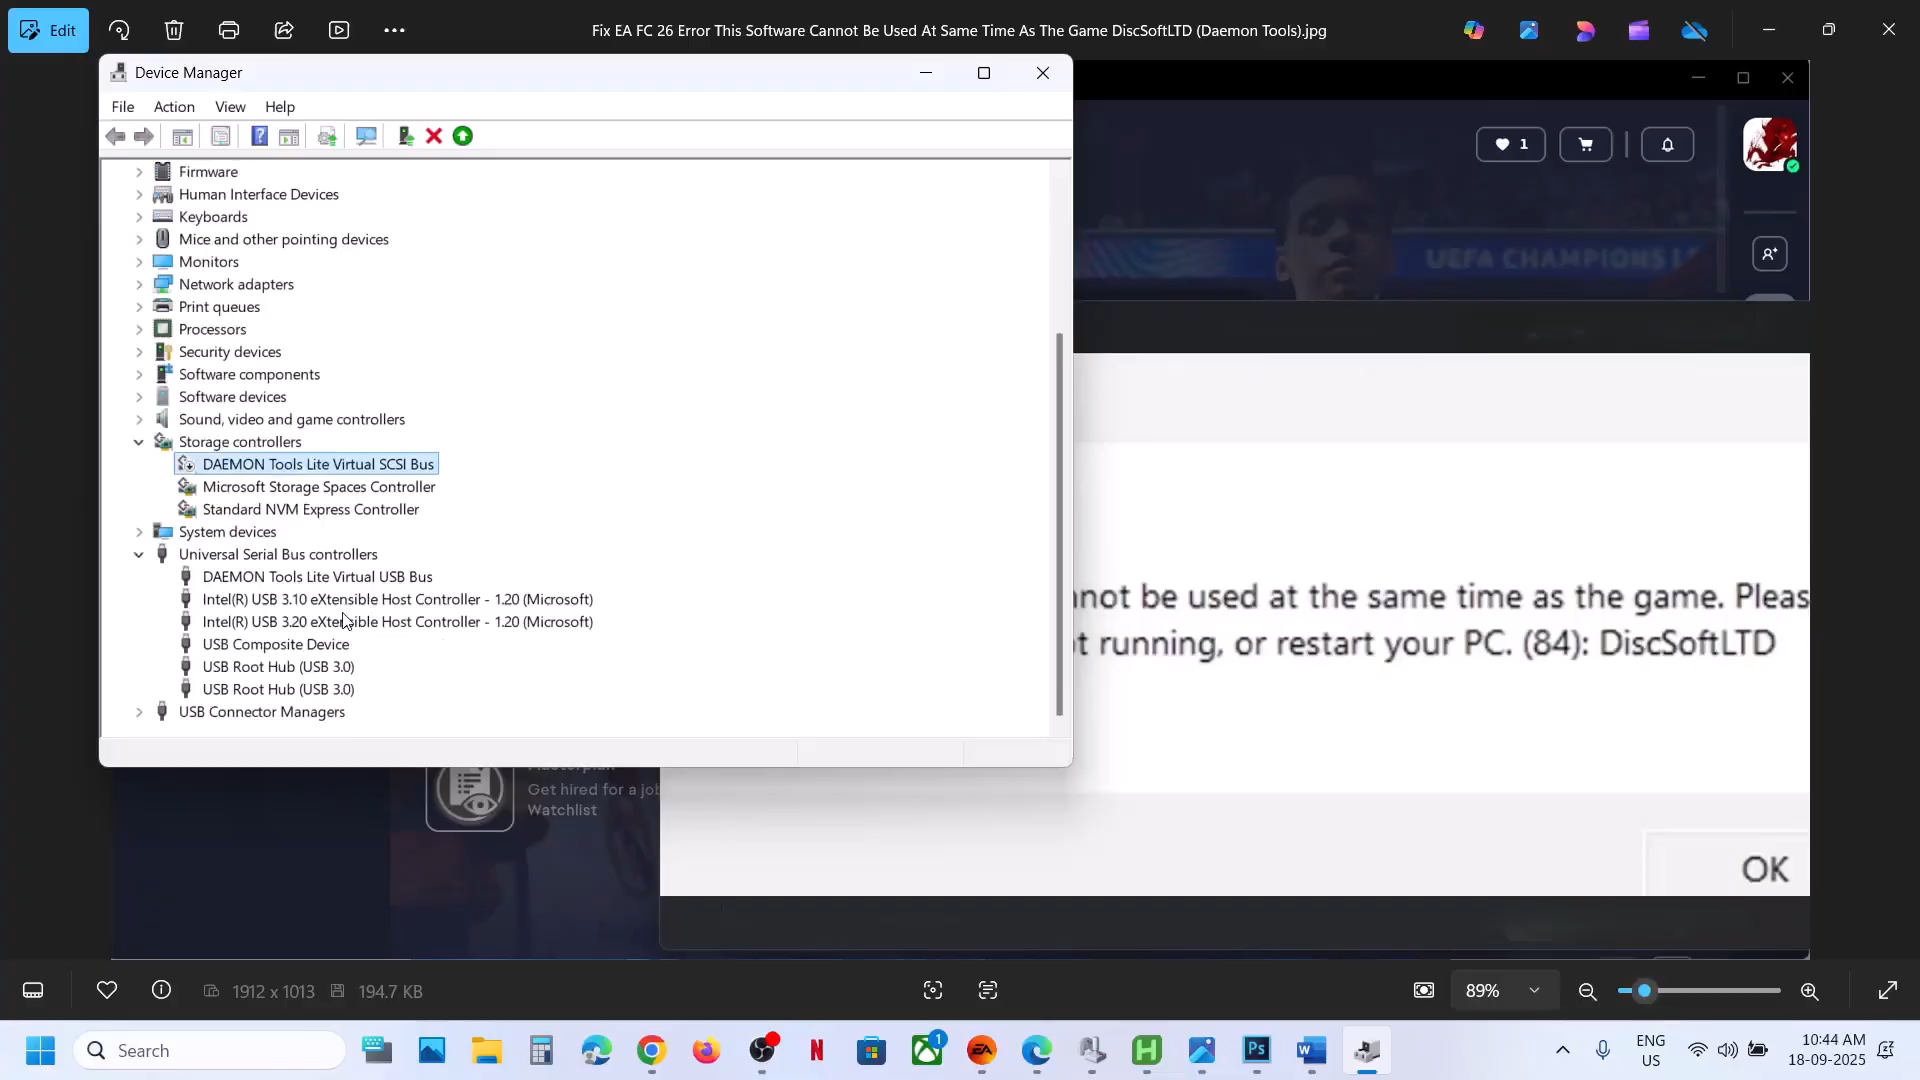 Edit
Fix EA FC 26 Error This Software Cannot Be Used At Same Time As The Game DiscSoftLTD (Daemon Tools).jpg
Device Manager
File Action View Help
Firmware
Human Interface Devices
Keyboards
Mice and other pointing devices
Monitors
Network adapters
Print queues
Processors
Security devices
Software components
Software devices
Sound, video and game controllers
Storage controllers
DAEMON Tools Lite Virtual SCSI Bus
Microsoft Storage Spaces Controller
Standard NVM Express Controller
System devices
Universal Serial Bus controllers
DAEMON Tools Lite Virtual USB Bus
Intel(R) USB 3.10 eXtensible Host Controller - 1.20 (Microsoft)
Intel(R) USB 3.20 eXtensible Host Controller - 1.20 (Microsoft)
USB Composite Device
USB Root Hub (USB 3.0)
USB Root Hub (USB 3.0)
USB Connector Managers
1
UEFA CHAMPIONS
be used at the same time as the game.
running, or restart your PC. (84): DiscSoftLTD
Get hired for a
Watchlist
OK
1912 x 1013 194.7 KB
89%
Search
N
1
EA
H
Ps
W
ENG
US
10:44 AM
18-09-2025